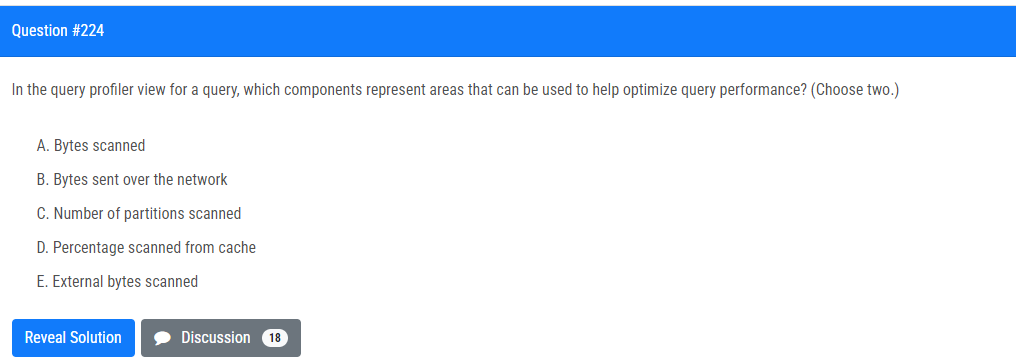 Question #224
In the query profiler view for a query, which components represent areas that can be used to help optimize query performance? (Choose two.)
A. Bytes scanned
B. Bytes sent over the network
C. Number of partitions scanned
D. Percentage scanned from cache
E. External bytes scanned
Reveal Solution Discussion 18